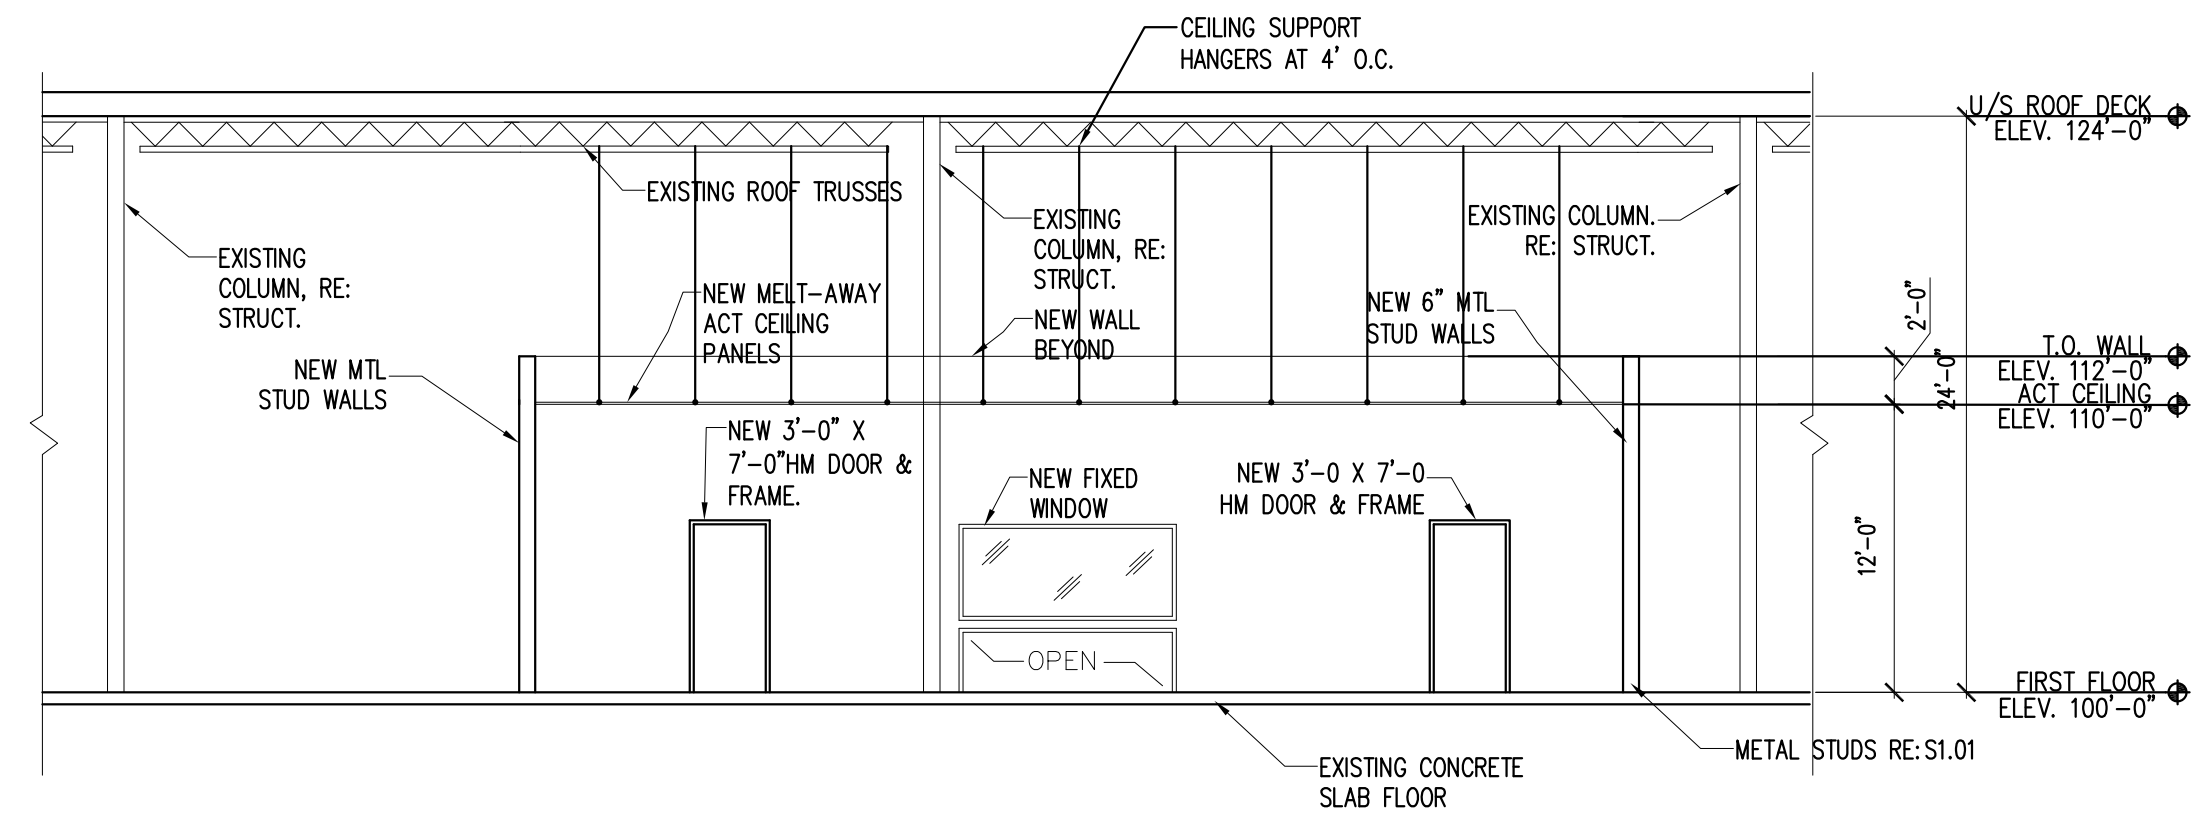 CEILING SUPPORT
HANGERS AT 4' O.C.
U/S ROOF DECK
ELEV. 124'-0"
EXISTING ROOF TRUSSES
EXISTING
COLUMN, RE:
STRUCT.
EXISTING
COLUMN, RE:
STRUCT.
EXISTING COLUMN.
RE: STRUCT.
NEW MELT-AWAY
ACT CEILING
PANELS
NEW WALL
BEYOND
NEW 6" MTL
STUD WALLS
2'-0"
24'-0"
T.O. WALL
ELEV. 112'-0"
ACT CEILING
ELEV. 110'-0"
NEW MTL
STUD WALLS
NEW 3'-0" X
7'-0"HM DOOR &
FRAME.
NEW FIXED
WINDOW
NEW 3'-0 X 7'-0
HM DOOR & FRAME
12'-0"
OPEN
FIRST FLOOR
ELEV. 100'-0"
METAL STUDS RE: S1.01
EXISTING CONCRETE
SLAB FLOOR